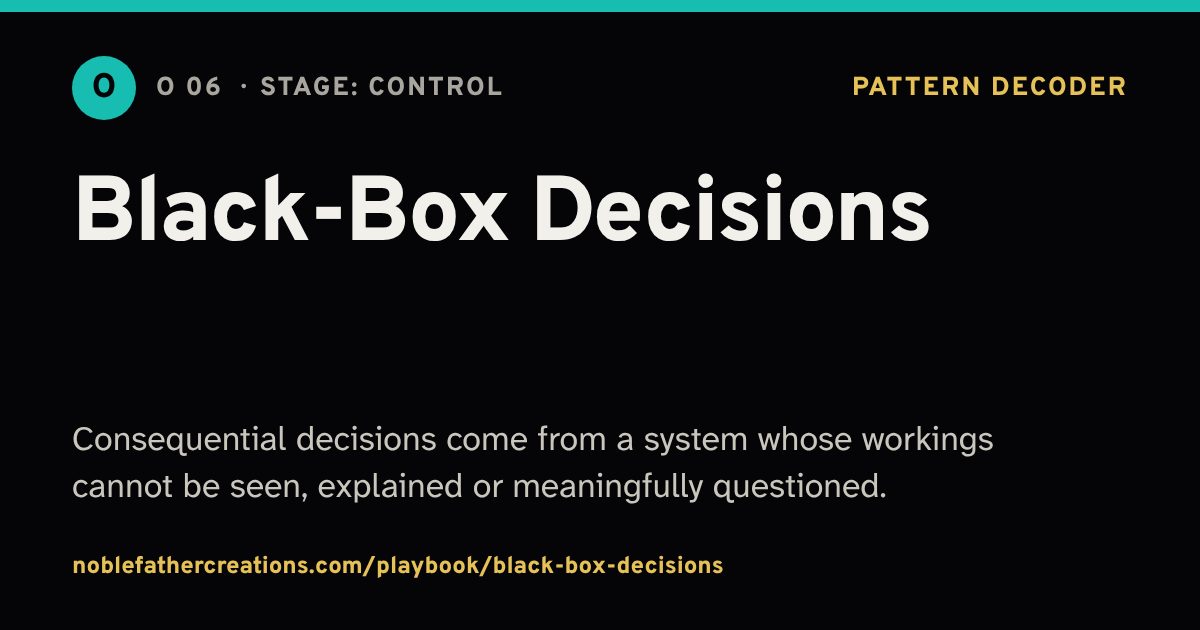 O
O 06 · STAGE: CONTROL
PATTERN DECODER
Black-Box Decisions
Consequential decisions come from a system whose workings
cannot be seen, explained or meaningfully questioned.
noblefathercreations.com/playbook/black-box-decisions